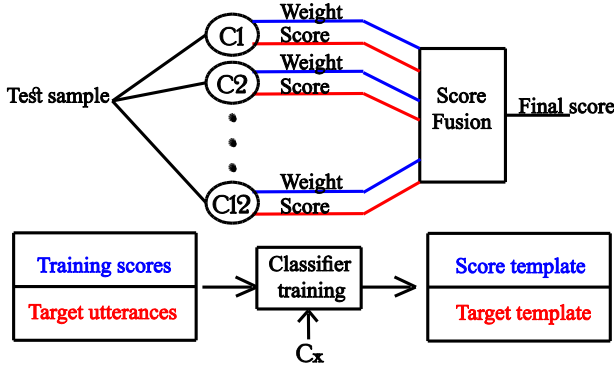 Weight
C1
Score
Weight
C2
Score
Test sample
Score
Fusion
Final score
Weight
C12
Score
Training scores
Target utterances
Classifier
training
Score template
Target template
Cx